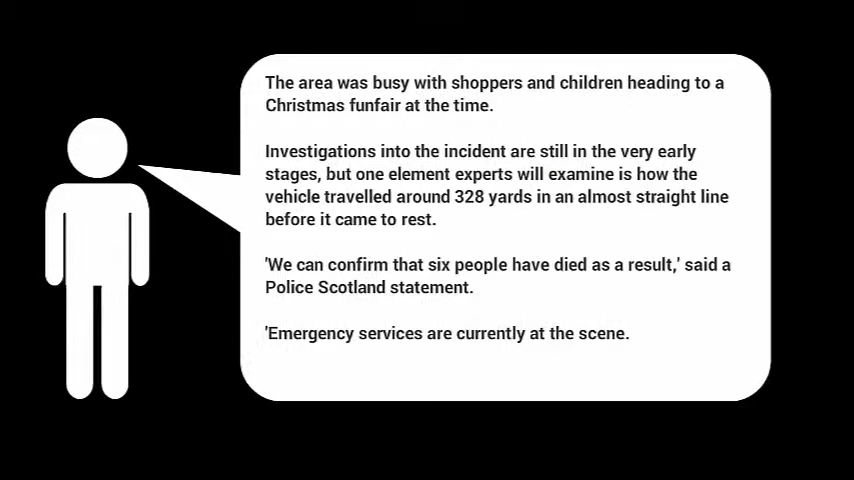 The area was busy with shoppers and children heading to a
Christmas funfair at the time.
Investigations into the incident are still in the very early
stages, but one element experts will examine is how the
vehicle travelled around 328 yards in an almost straight line
before it came to rest.
'We can confirm that six people have died as a result,' said a
Police Scotland statement.
'Emergency services are currently at the scene.